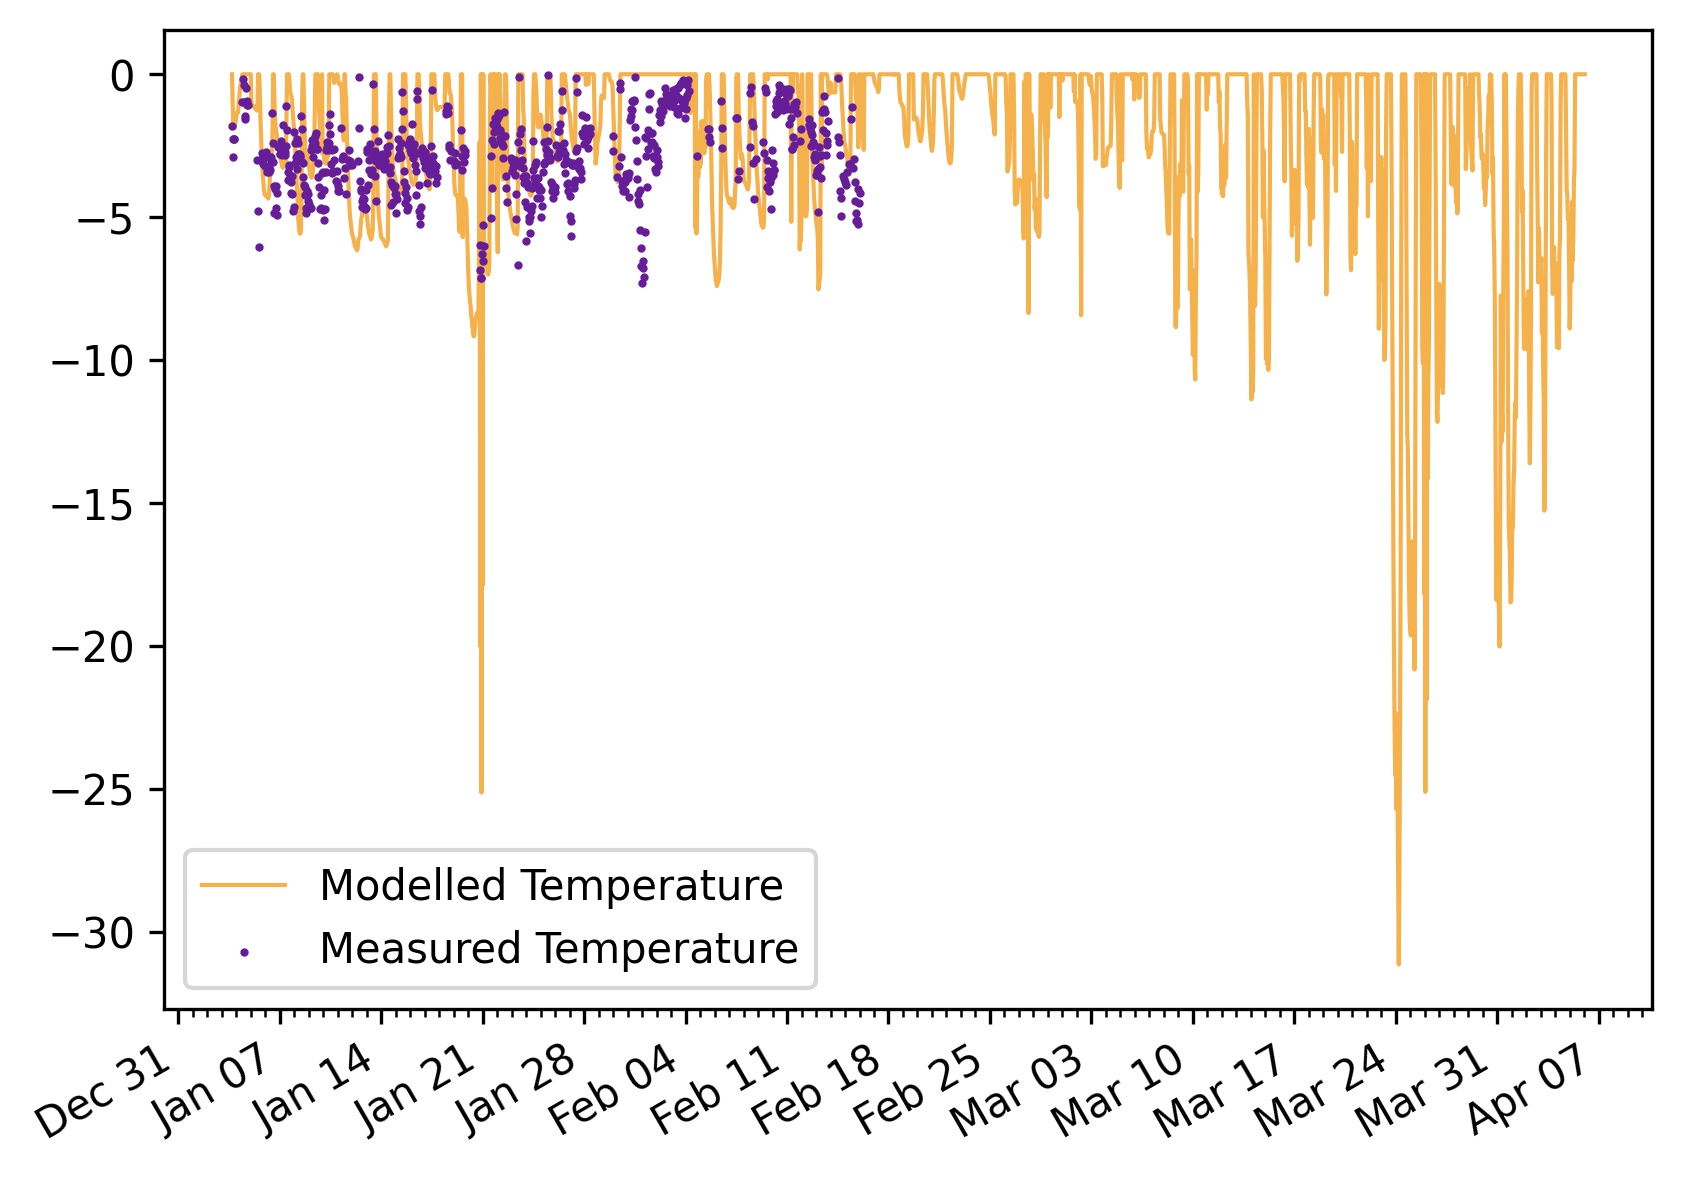 0
−5
−10
−15
−20
−25
−30
Modelled Temperature
Measured Temperature
Dec 31
Jan 07
Jan 14
Jan 21
Jan 28
Feb 04
Feb 11
Feb 18
Feb 25
Mar 03
Mar 10
Mar 17
Mar 24
Mar 31
Apr 07